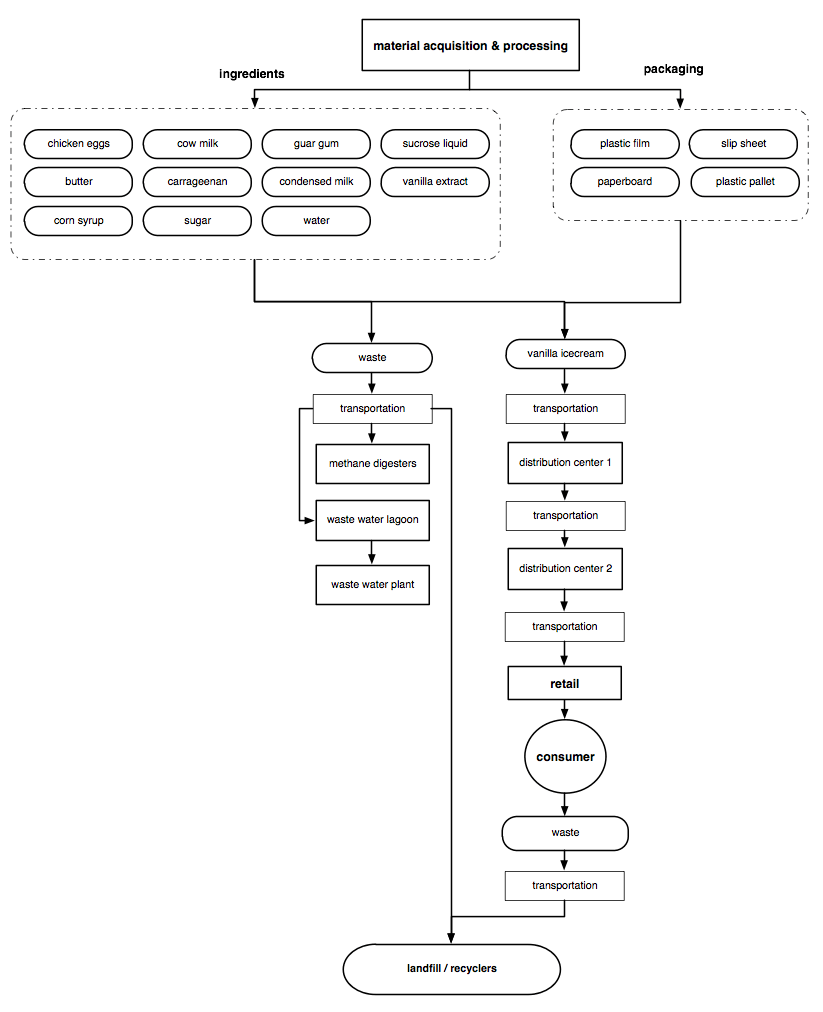 material acquisition & processing
ingredients
packaging
chicken eggs
cow milk
guar gum
sucrose liquid
butter
carrageenan
condensed milk
vanilla extract
corn syrup
sugar
water
plastic film
slip sheet
paperboard
plastic pallet
waste
vanilla icecream
transportation
transportation
methane digesters
distribution center 1
waste water lagoon
transportation
waste water plant
distribution center 2
transportation
retail
consumer
waste
transportation
landfill / recyclers